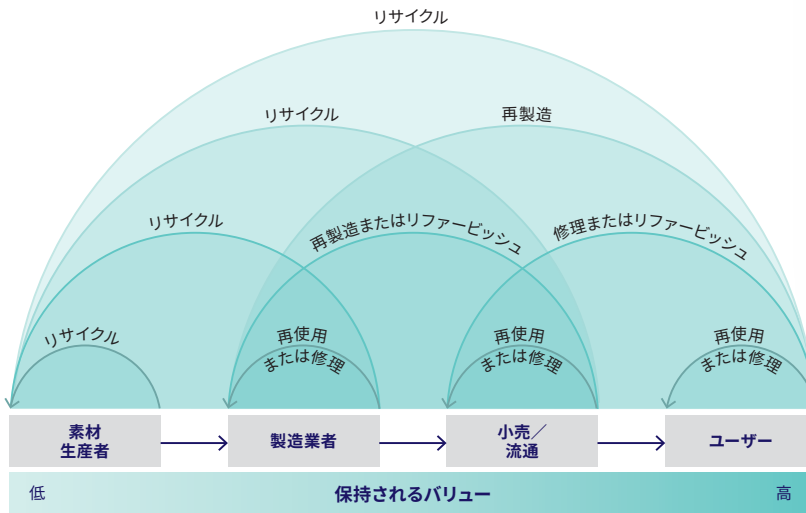 リサイクル
リサイクル
再製造
リサイクル
再製造またはリファービッシュ
修理またはリファービッシュ
リサイクル
再使用
または修理
再使用
または修理
再使用
または修理
素材
生産者
製造業者
小売／
流通
ユーザー
低
保持されるバリュー
高